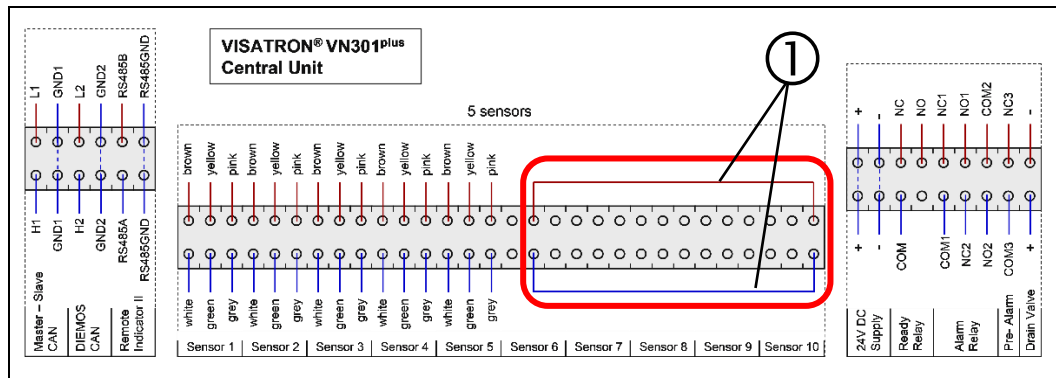 VISATRON® VN301plus
Central Unit
①
5 sensors
L1 GND1 L2 GND2 RS485B RS485GND
H1 GND1 H2 GND2 RS485A RS485GND
Master – Slave CAN
DIEMOS CAN
Remote Indicator II
brown yellow pink brown yellow pink brown yellow pink brown yellow pink brown yellow pink
white green grey white green grey white green grey white green grey white green grey
Sensor 1 Sensor 2 Sensor 3 Sensor 4 Sensor 5 Sensor 6 Sensor 7 Sensor 8 Sensor 9 Sensor 10
+ - NC NO NC1 NO1 COM2 NC3 -
+ - COM COM1 NC2 NO2 COM3 +
24V DC Supply
Ready Relay
Alarm Relay
Pre-Alarm
Drain Valve